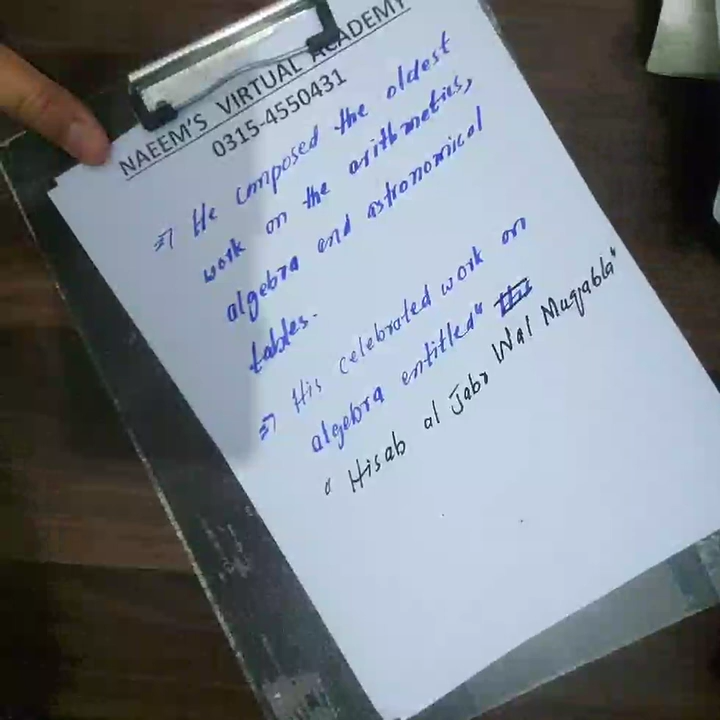 NAEEM'S VIRTUAL ACADEMY
0315-4550431
⇒ He composed the oldest
work on the arithmetics,
algebra and astronomical
tables.
⇒ His celebrated work on
algebra entitled"
" Hisab al Jabr Wal Muqabla"